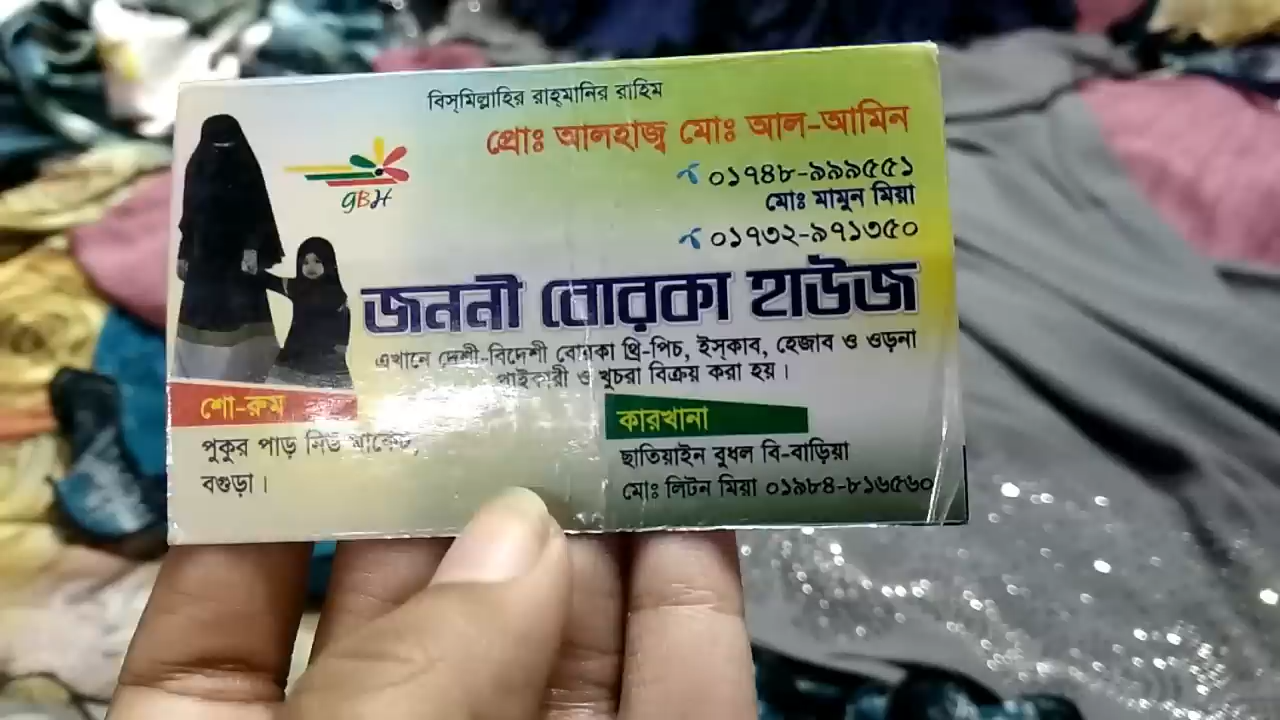 বিস্‌মিল্লাহির রাহ্‌মানির রাহিম
প্রোঃ আলহাজ্ব মোঃ আল-আমিন
০১৭৪৮-৯৯৯৫৫১
মোঃ মামুন মিয়া
০১৭৩২-৯৭১৩৫০
gBH
জননী বোরকা হাউজ
এখানে দেশী-বিদেশী বোরকা থ্রি-পিচ, ইস্‌কাব, হেজাব ও ওড়না
পাইকারী ও খুচরা বিক্রয় করা হয়।
শো-রুম
পুকুর পাড় নিউ মার্কেট,
বগুড়া।
কারখানা
ছাতিয়াইন বুধল বি-বাড়িয়া
মোঃ লিটন মিয়া ০১৯৮৪-৮১৬৫৬০